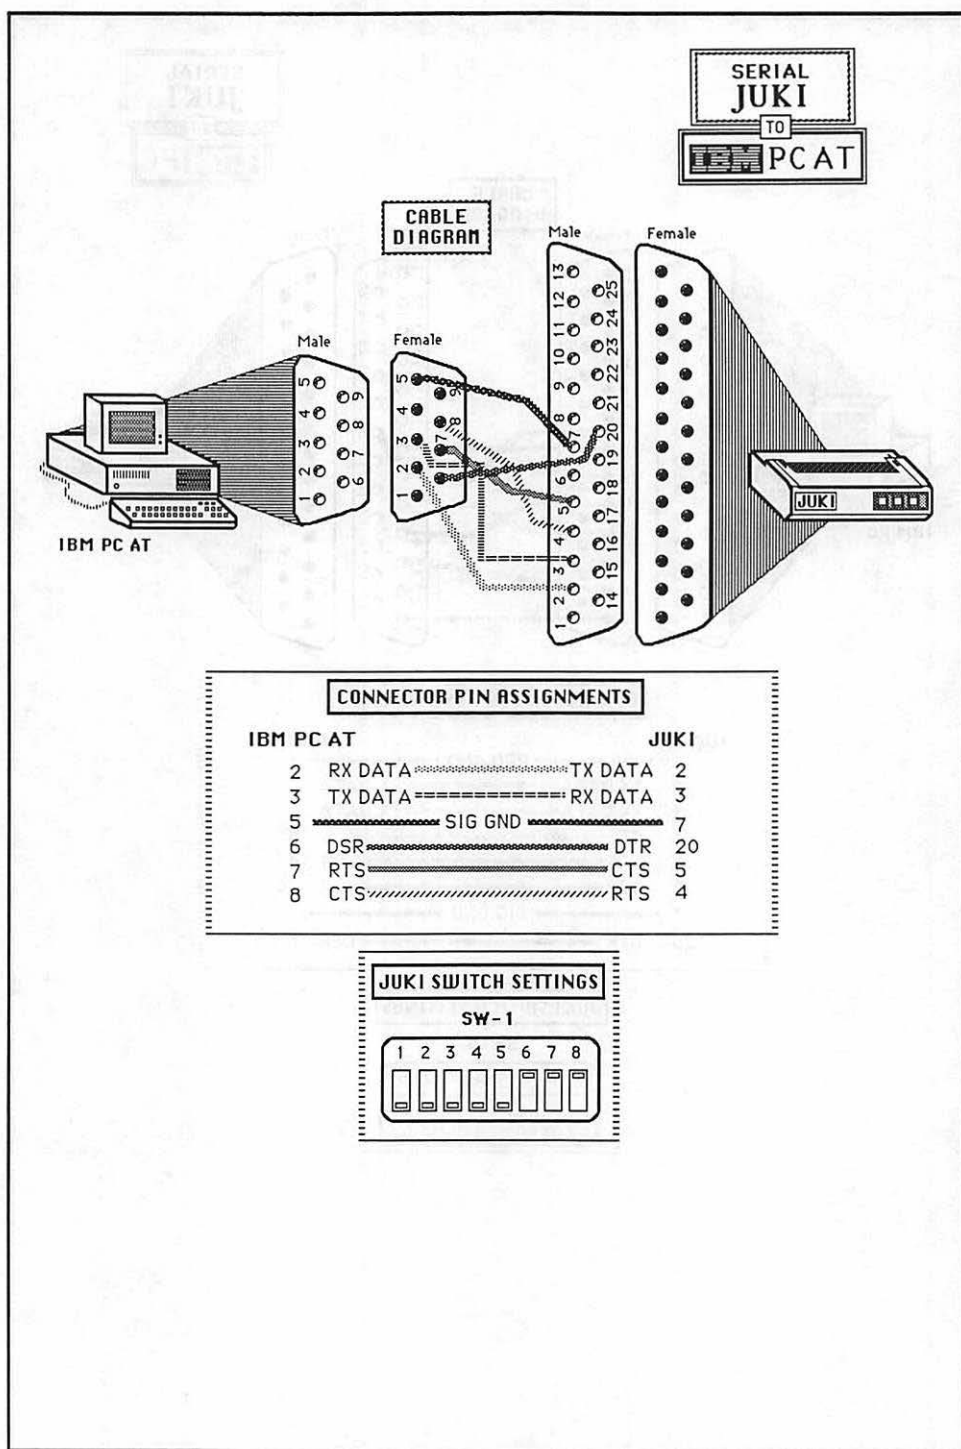 SERIAL
JUKI
TO
IBM PC AT
CABLE
DIAGRAM
Male
Female
Male
Female
5
4
3
2
1
9
8
7
6
5
4
3
2
1
9
8
7
13
12
11
10
9
8
7
6
5
4
3
2
1
25
24
23
22
21
20
19
18
17
16
15
14
IBM PC AT
JUKI
CONNECTOR PIN ASSIGNMENTS
IBM PC AT JUKI
2 RX DATA TX DATA 2
3 TX DATA RX DATA 3
5 SIG GND 7
6 DSR DTR 20
7 RTS CTS 5
8 CTS RTS 4
JUKI SWITCH SETTINGS
SW-1
1 2 3 4 5 6 7 8